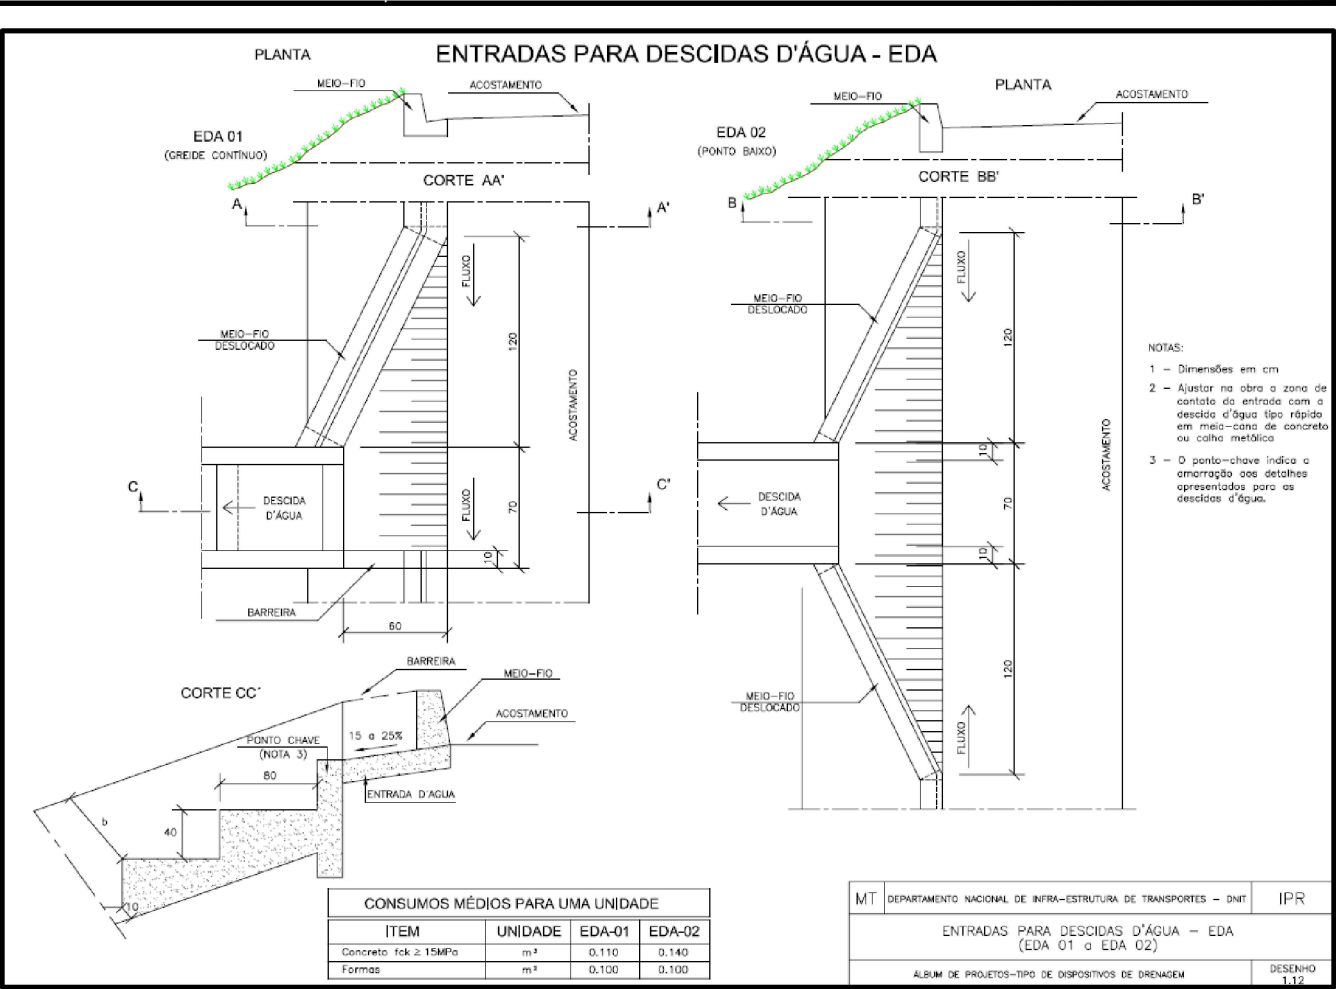 ENTRADAS PARA DESCIDAS D'ÁGUA - EDA
PLANTA
MEIO-FIO
ACOSTAMENTO
EDA 01
(GREIDE CONTÍNUO)
CORTE AA'
A
A'
FLUXO
MEIO-FIO
DESLOCADO
120
ACOSTAMENTO
C
C'
DESCIDA
D'ÁGUA
FLUXO
70
10
BARREIRA
60
PLANTA
MEIO-FIO
ACOSTAMENTO
EDA 02
(PONTO BAIXO)
CORTE BB'
B
B'
FLUXO
MEIO-FIO
DESLOCADO
120
10
ACOSTAMENTO
DESCIDA
D'ÁGUA
70
10
120
MEIO-FIO
DESLOCADO
FLUXO
NOTAS:
1 - Dimensões em cm
2 - Ajustar na obra a zona de
contato da entrada com a
descida d'água tipo rápido
em meia-cana de concreto
ou calha metálica
3 - O ponto-chave indica a
amarração aos detalhes
apresentados para as
descidas d'água.
CORTE CC'
BARREIRA
MEIO-FIO
ACOSTAMENTO
15 a 25%
PONTO CHAVE
(NOTA 3)
80
ENTRADA D'AGUA
40
b
10
CONSUMOS MÉDIOS PARA UMA UNIDADE
ITEM UNIDADE EDA-01 EDA-02
Concreto fck ≥ 15MPa m³ 0.110 0.140
Formas m³ 0.100 0.100
MT DEPARTAMENTO NACIONAL DE INFRA-ESTRUTURA DE TRANSPORTES - DNIT IPR
ENTRADAS PARA DESCIDAS D'ÁGUA - EDA
(EDA 01 a EDA 02)
ÁLBUM DE PROJETOS-TIPO DE DISPOSITIVOS DE DRENAGEM
DESENHO
1.12